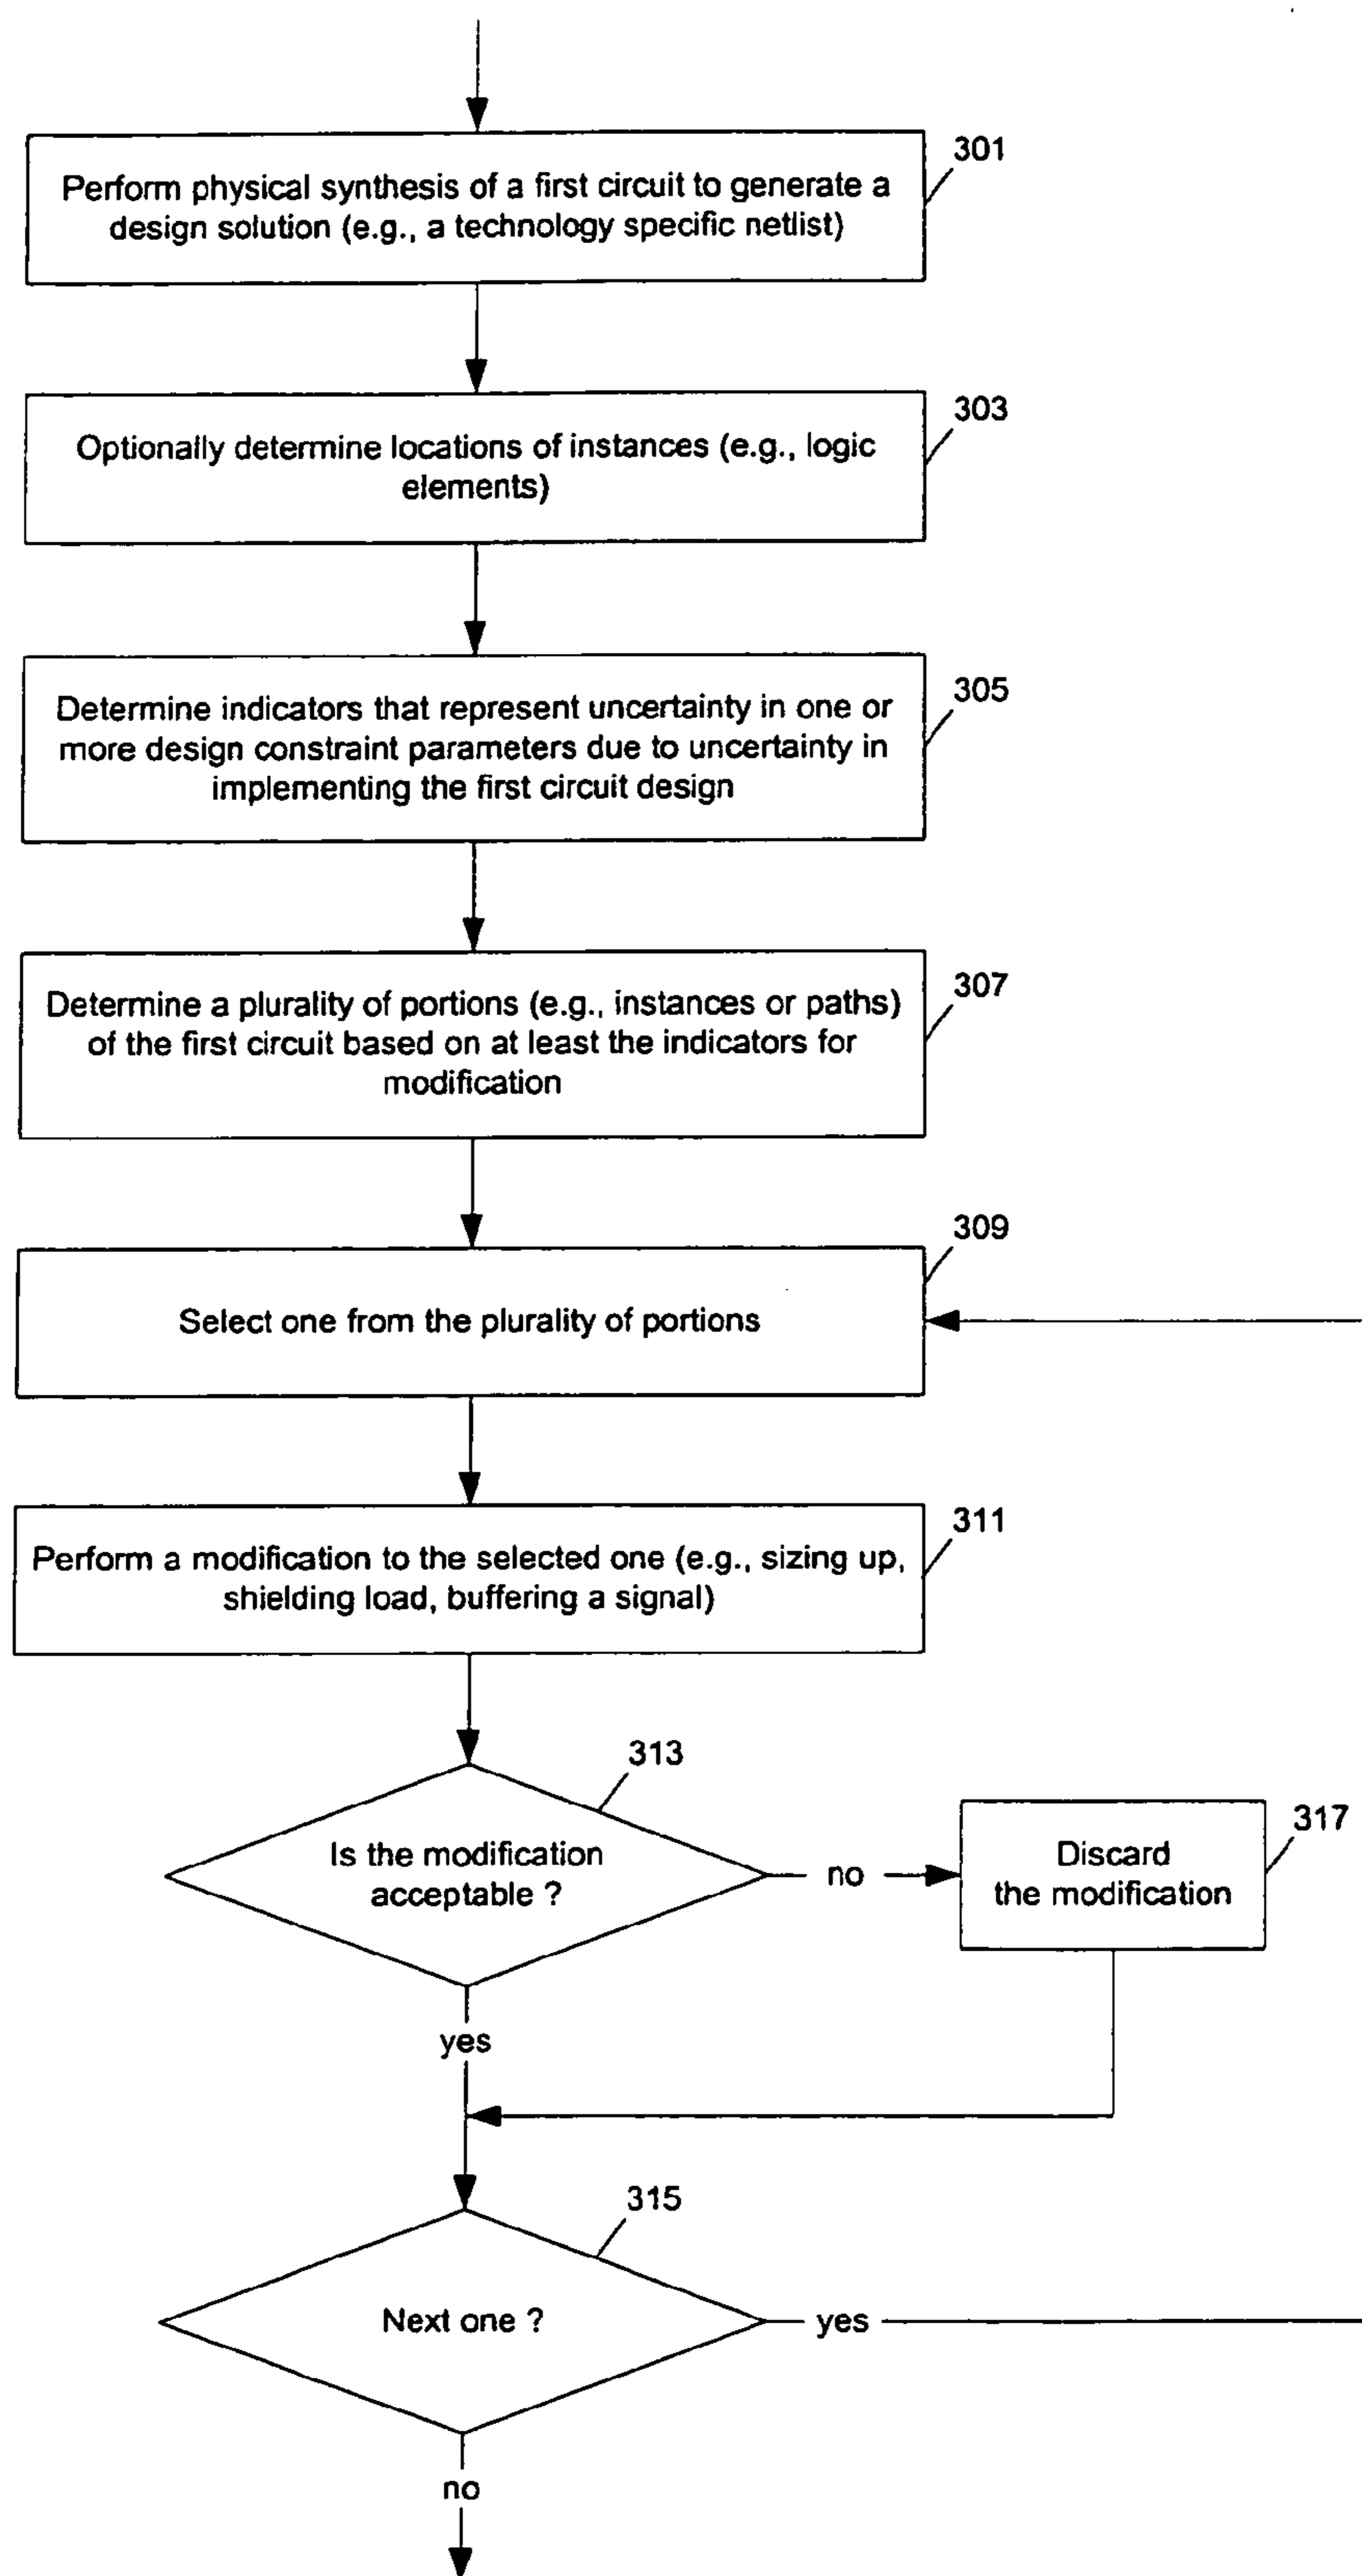 301
Perform physical synthesis of a first circuit to generate a
design solution (e.g., a technology specific netlist)
303
Optionally determine locations of instances (e.g., logic
elements)
305
Determine indicators that represent uncertainty in one or
more design constraint parameters due to uncertainty in
implementing the first circuit design
307
Determine a plurality of portions (e.g., instances or paths)
of the first circuit based on at least the indicators for
modification
309
Select one from the plurality of portions
311
Perform a modification to the selected one (e.g., sizing up,
shielding load, buffering a signal)
313
Is the modification
acceptable ?
no
317
Discard
the modification
yes
315
Next one ?
yes
no